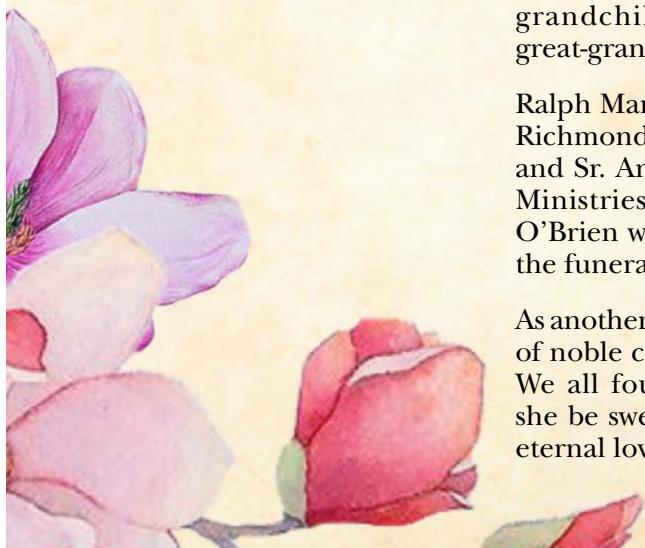 grandchil
great-gran
Ralph Mar
Richmond
and Sr. An
Ministries
O’Brien w
the funera
As another
of noble c
We all fou
she be swe
eternal lov